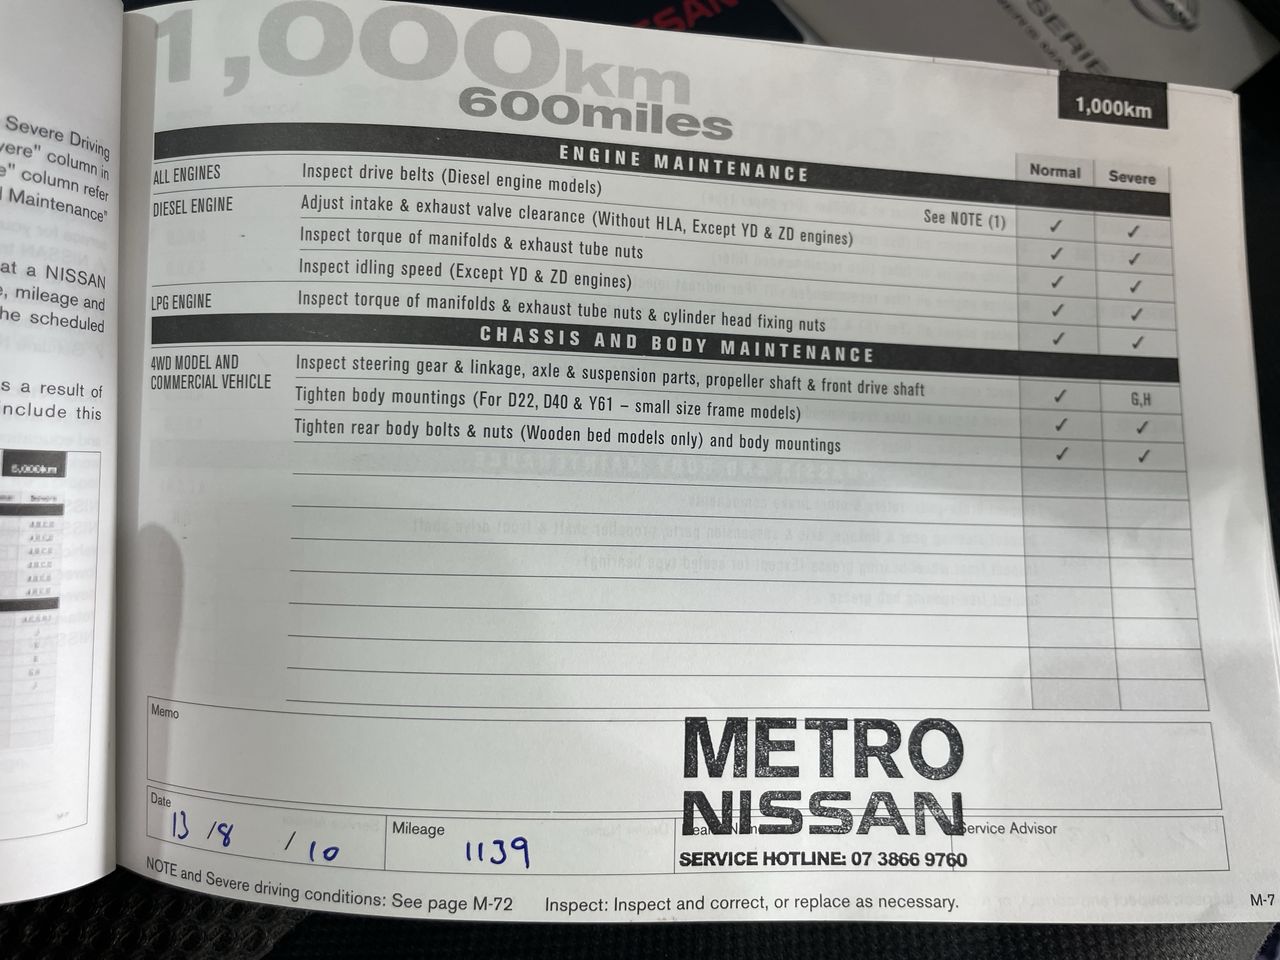 Severe Driving
vere" column in
e" column refer
l Maintenance"
at a NISSAN
e, mileage and
he scheduled
s a result of
nclude this
5,000km
NISSAN
SERIE
1,000km
600miles
1,000km
ENGINE MAINTENANCE Normal Severe
ALL ENGINES Inspect drive belts (Diesel engine models) See NOTE (1) ✓ ✓
DIESEL ENGINE Adjust intake & exhaust valve clearance (Without HLA, Except YD & ZD engines) ✓ ✓
Inspect torque of manifolds & exhaust tube nuts ✓ ✓
Inspect idling speed (Except YD & ZD engines) ✓ ✓
LPG ENGINE Inspect torque of manifolds & exhaust tube nuts & cylinder head fixing nuts ✓ ✓
CHASSIS AND BODY MAINTENANCE
4WD MODEL AND
COMMERCIAL VEHICLE
Inspect steering gear & linkage, axle & suspension parts, propeller shaft & front drive shaft ✓ G,H
Tighten body mountings (For D22, D40 & Y61 – small size frame models) ✓ ✓
Tighten rear body bolts & nuts (Wooden bed models only) and body mountings ✓ ✓
Memo
METRO
NISSAN
SERVICE HOTLINE: 07 3866 9760
Date 13 /8 / 10
Mileage 1139
Service Advisor
NOTE and Severe driving conditions: See page M-72 Inspect: Inspect and correct, or replace as necessary.
M-7